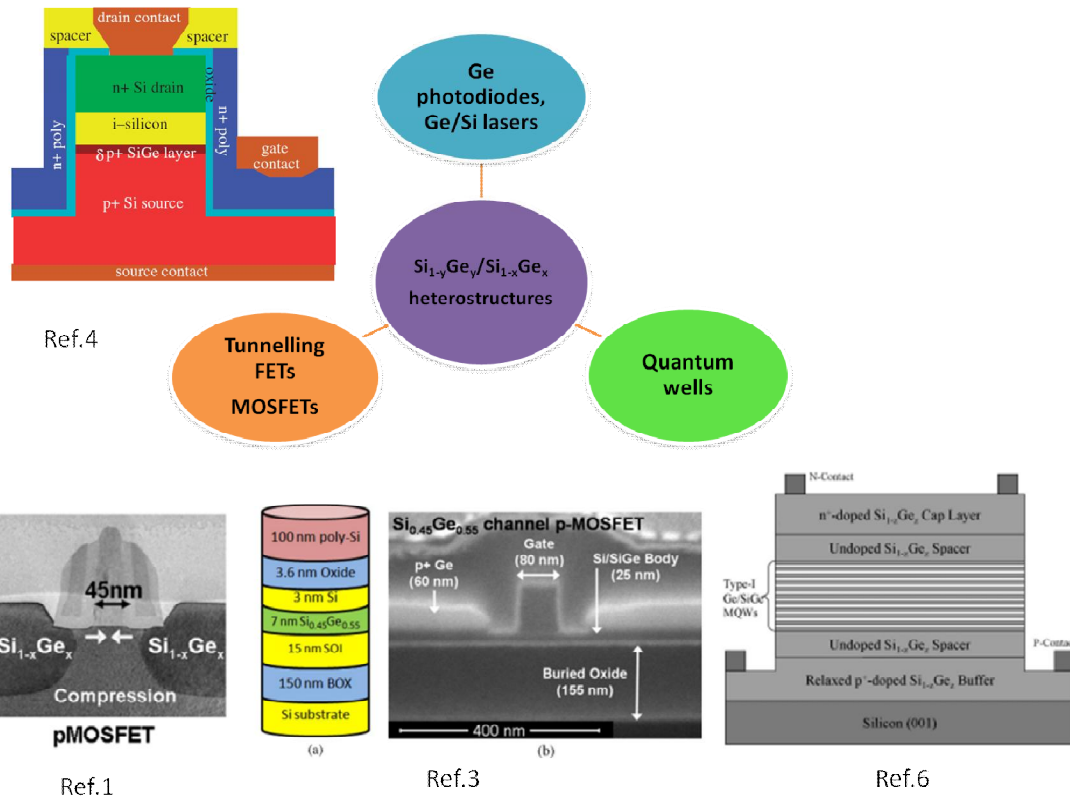 drain contact
spacer
spacer
oxide
n+ Si drain
i–silicon
n+ poly
n+ poly
δp+ SiGe layer
gate
contact
p+ Si source
source contact
Ref.4
Ge
photodiodes,
Ge/Si lasers
Si1-yGey/Si1-xGex
heterostructures
Tunnelling
FETs
MOSFETs
Quantum
wells
45nm
Si1-xGex
Si1-xGex
Compression
pMOSFET
Ref.1
100 nm poly-Si
3.6 nm Oxide
3 nm Si
7 nm Si0.45Ge0.55
15 nm SOI
150 nm BOX
Si substrate
(a)
Si0.45Ge0.55 channel p-MOSFET
Gate
(80 nm)
p+ Ge
(60 nm)
Si/SiGe Body
(25 nm)
Buried Oxide
(155 nm)
400 nm
(b)
Ref.3
N-Contact
n+-doped Si1-zGez Cap Layer
Undoped Si1-zGez Spacer
Type-I
Ge/SiGe
MQWs
Undoped Si1-zGez Spacer
P-Contact
Relaxed p+-doped Si1-zGez Buffer
Silicon (001)
Ref.6